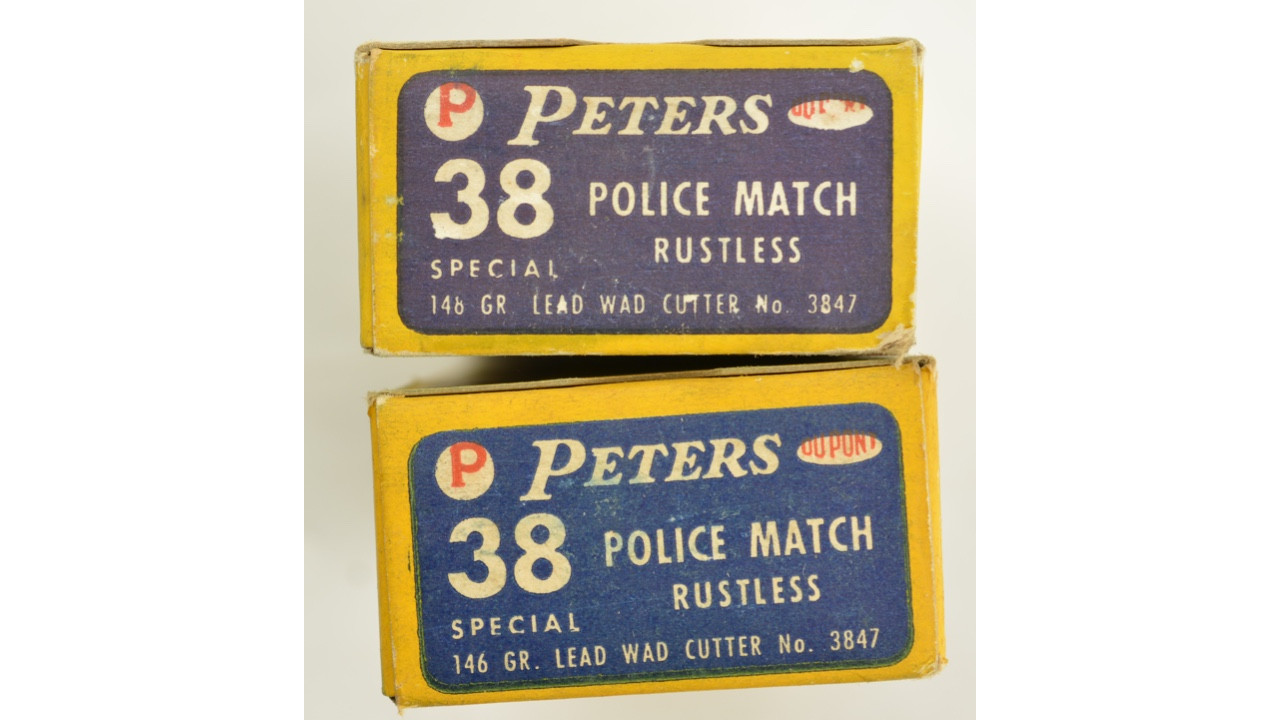 P PETERS
38 POLICE MATCH
RUSTLESS
SPECIAL
148 GR LEAD WAD CUTTER No. 3847
P PETERS DU PONT
38 POLICE MATCH
RUSTLESS
SPECIAL
146 GR. LEAD WAD CUTTER No. 3847